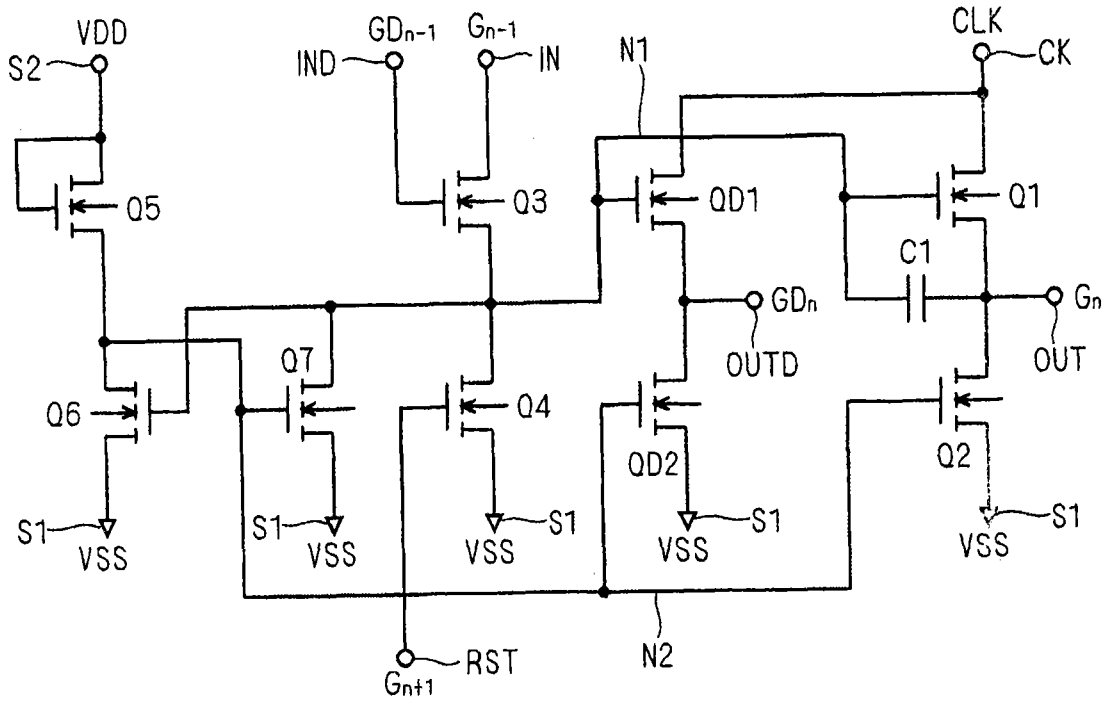 VDD
S2
GDn-1
Gn-1
IND
IN
CLK
CK
N1
Q5
Q3
QD1
Q1
C1
GDn
OUTD
Gn
OUT
Q7
Q6
Q4
QD2
Q2
S1
VSS
S1
VSS
S1
VSS
S1
VSS
S1
VSS
N2
RST
Gn+1